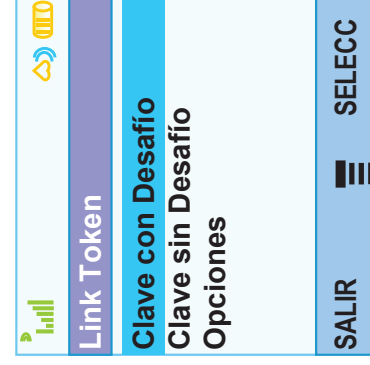 Link Token
Clave con Desafío
Clave sin Desafío
Opciones
SALIR SELECC